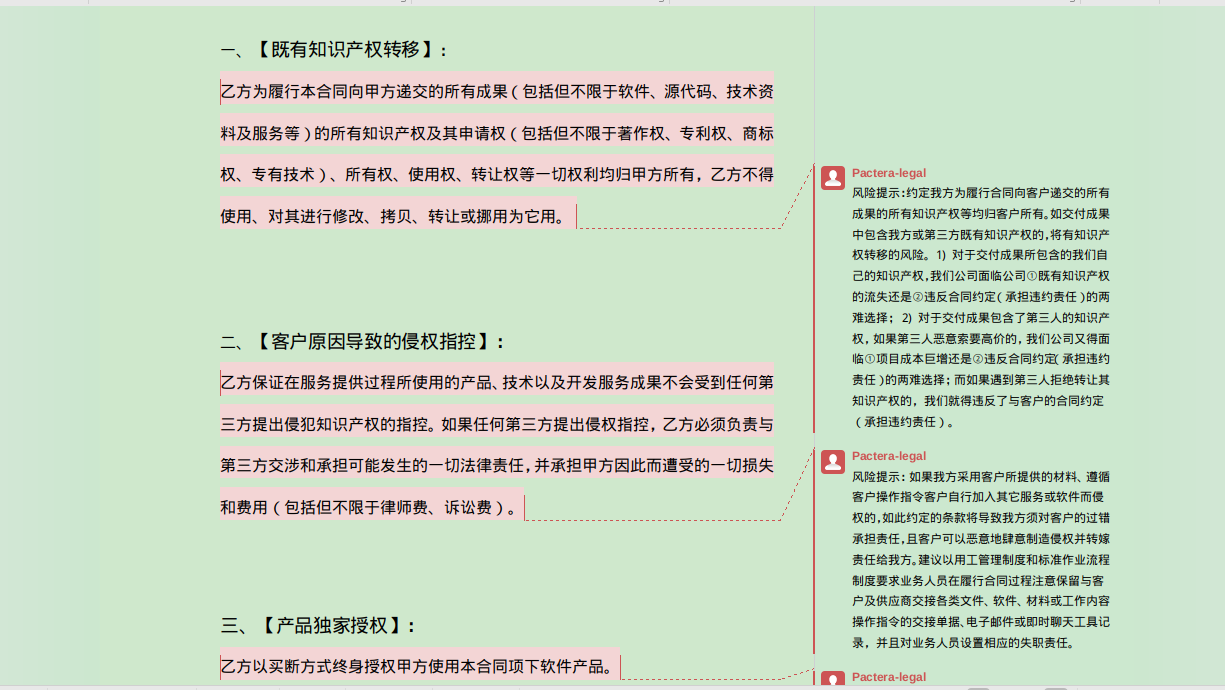 一、【既有知识产权转移】:
乙方为履行本合同向甲方递交的所有成果（包括但不限于软件、源代码、技术资
料及服务等）的所有知识产权及其申请权（包括但不限于著作权、专利权、商标
权、专有技术）、所有权、使用权、转让权等一切权利均归甲方所有，乙方不得
使用、对其进行修改、拷贝、转让或挪用为它用。
二、【客户原因导致的侵权指控】:
乙方保证在服务提供过程所使用的产品、技术以及开发服务成果不会受到任何第
三方提出侵犯知识产权的指控。如果任何第三方提出侵权指控，乙方必须负责与
第三方交涉和承担可能发生的一切法律责任，并承担甲方因此而遭受的一切损失
和费用（包括但不限于律师费、诉讼费）。
三、【产品独家授权】:
乙方以买断方式终身授权甲方使用本合同项下软件产品。
Pactera-legal
风险提示:约定我方为履行合同向客户递交的所有
成果的所有知识产权等均归客户所有。如交付成果
中包含我方或第三方既有知识产权的，将有知识产
权转移的风险。1）对于交付成果所包含的我们自
己的知识产权，我们公司面临公司①既有知识产权
的流失还是②违反合同约定（承担违约责任）的两
难选择；2）对于交付成果包含了第三人的知识产
权，如果第三人恶意索要高价的，我们公司又得面
临①项目成本巨增还是②违反合同约定（承担违约
责任）的两难选择；而如果遇到第三人拒绝转让其
知识产权的，我们就得违反了与客户的合同约定
（承担违约责任）。
Pactera-legal
风险提示：如果我方采用客户所提供的材料、遵循
客户操作指令客户自行加入其它服务或软件而侵
权的，如此约定的条款将导致我方须对客户的过错
承担责任，且客户可以恶意地肆意制造侵权并转嫁
责任给我方。建议以用工管理制度和标准作业流程
制度要求业务人员在履行合同过程注意保留与客
户及供应商交接各类文件、软件、材料或工作内容
操作指令的交接单据、电子邮件或即时聊天工具记
录，并且对业务人员设置相应的失职责任。
Pactera-legal